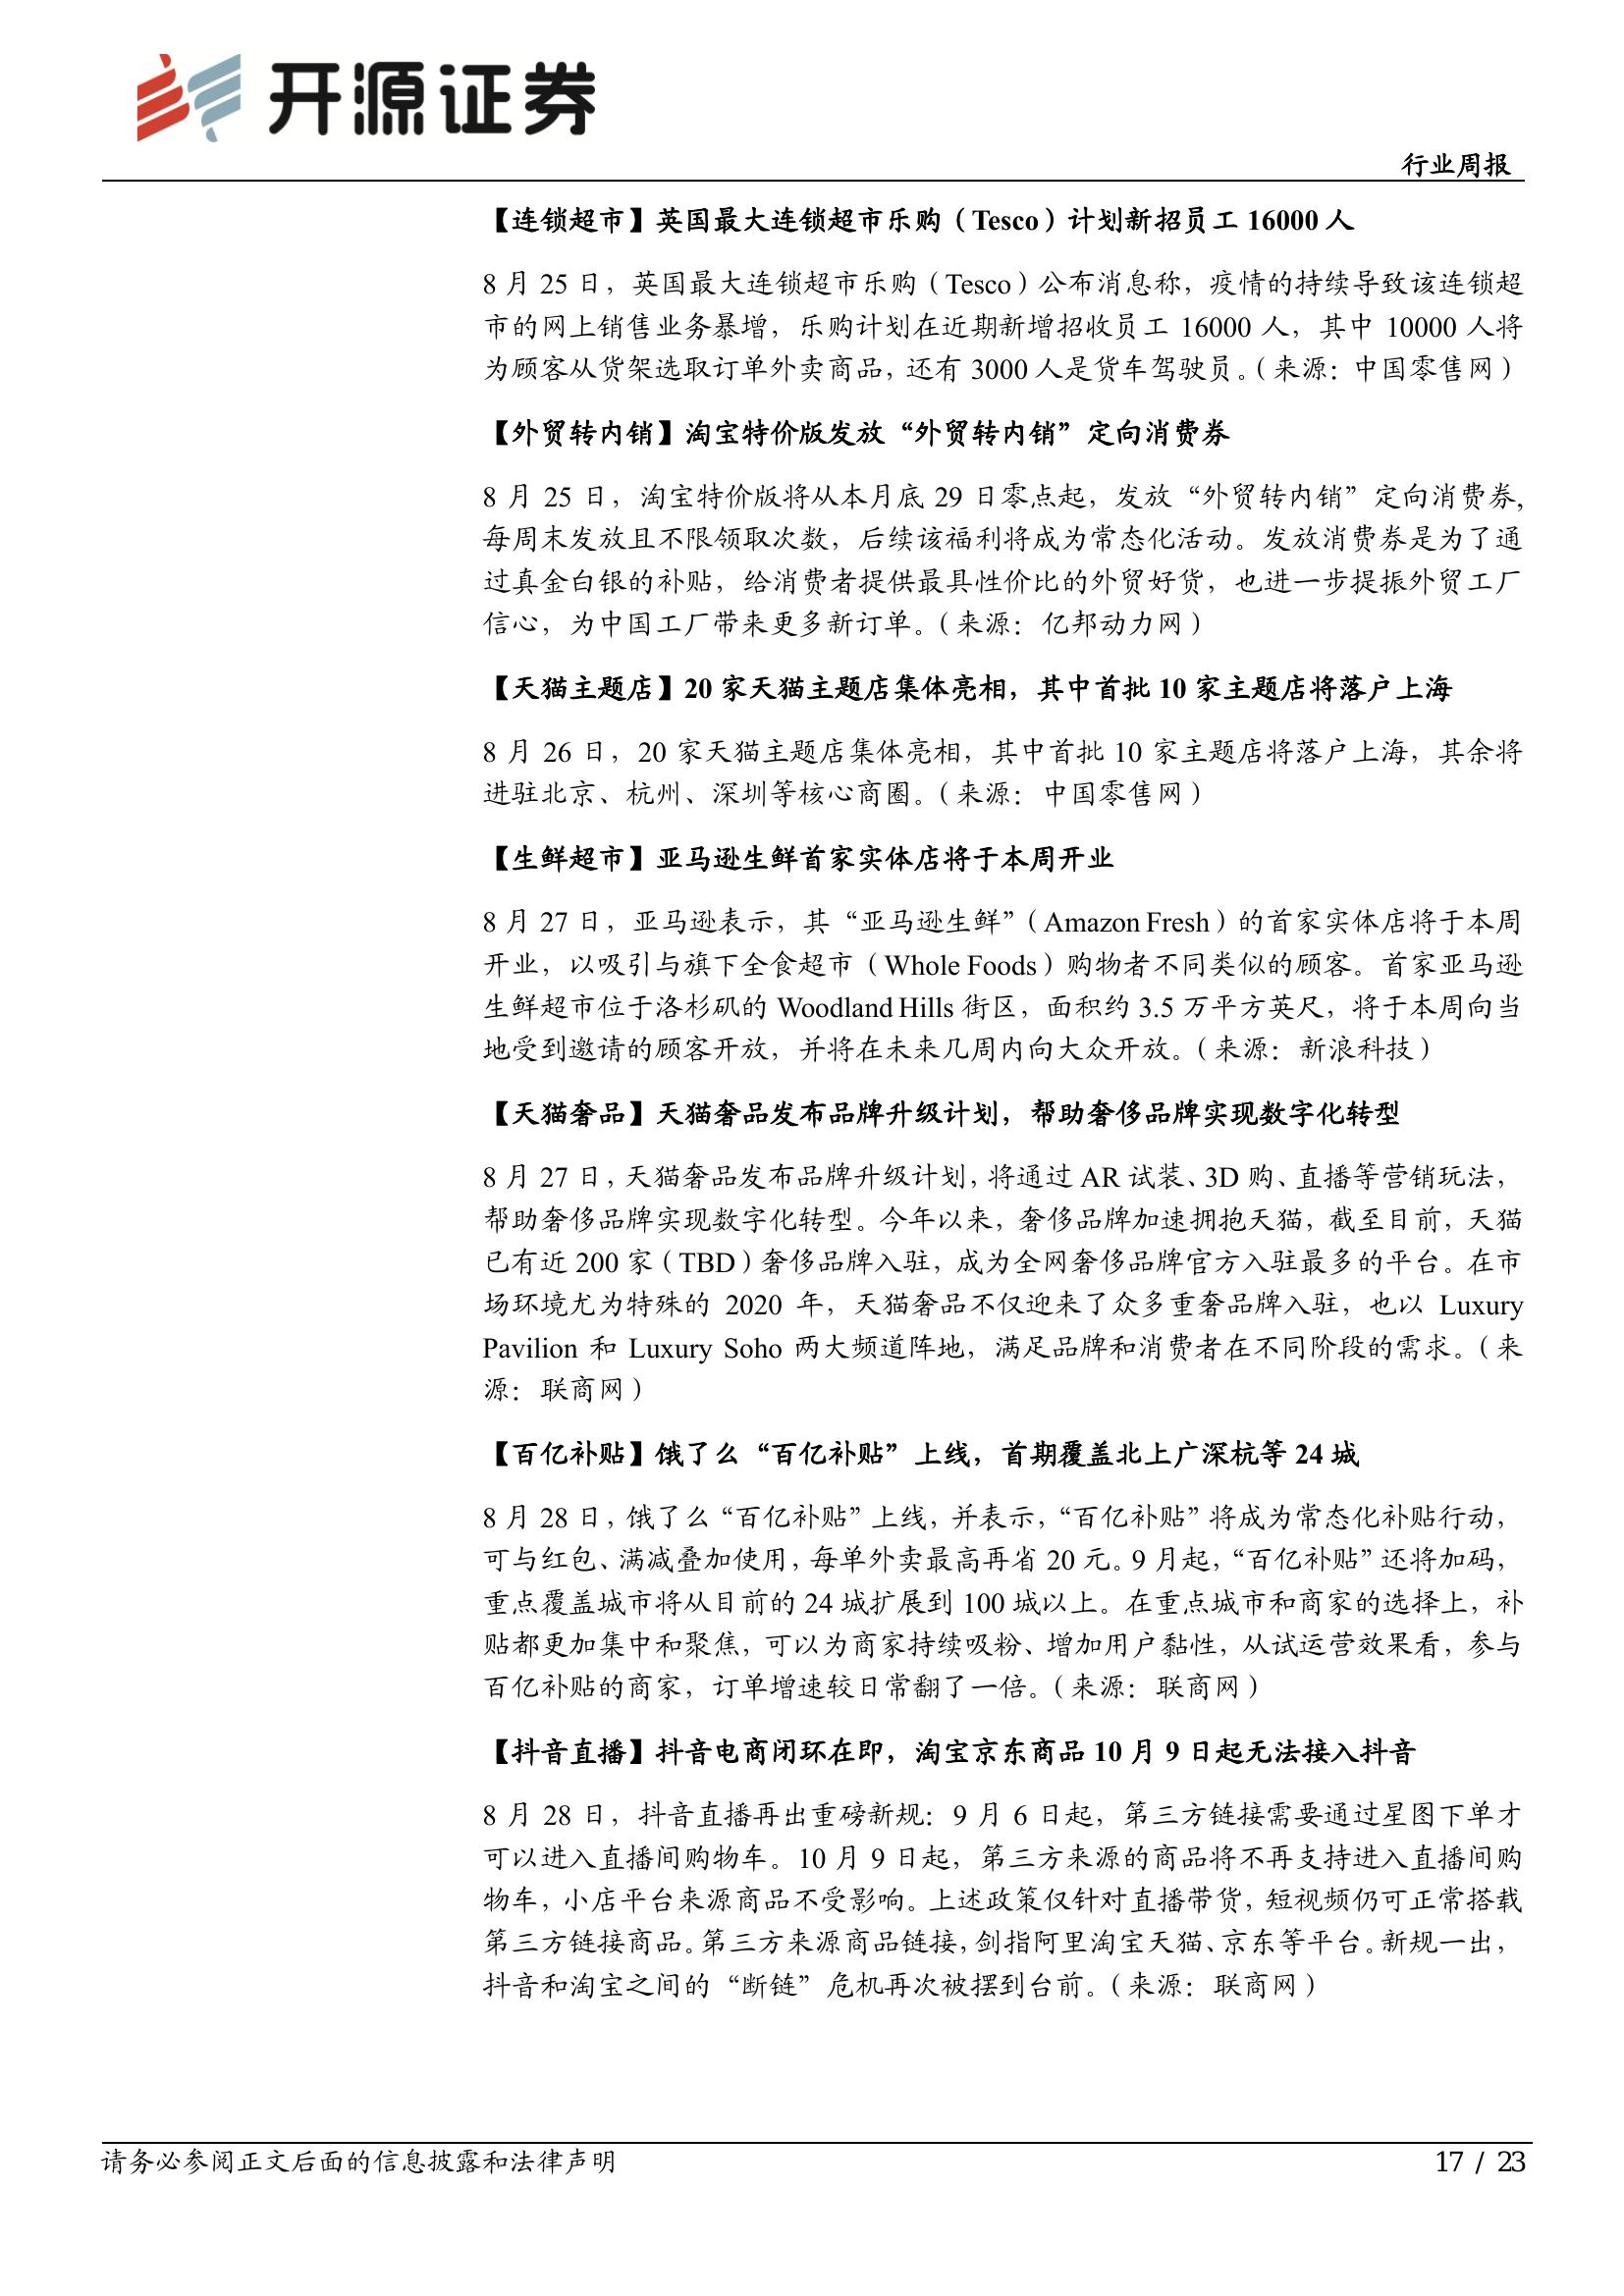 开源证券
行业周报
【连锁超市】英国最大连锁超市乐购（Tesco）计划新招员工 16000 人
8 月 25 日，英国最大连锁超市乐购（Tesco）公布消息称，疫情的持续导致该连锁超
市的网上销售业务暴增，乐购计划在近期新增招收员工 16000 人，其中 10000 人将
为顾客从货架选取订单外卖商品，还有 3000 人是货车驾驶员。（来源：中国零售网）
【外贸转内销】淘宝特价版发放“外贸转内销”定向消费券
8 月 25 日，淘宝特价版将从本月底 29 日零点起，发放“外贸转内销”定向消费券，
每周末发放且不限领取次数，后续该福利将成为常态化活动。发放消费券是为了通
过真金白银的补贴，给消费者提供最具性价比的外贸好货，也进一步提振外贸工厂
信心，为中国工厂带来更多新订单。（来源：亿邦动力网）
【天猫主题店】20 家天猫主题店集体亮相，其中首批 10 家主题店将落户上海
8 月 26 日，20 家天猫主题店集体亮相，其中首批 10 家主题店将落户上海，其余将
进驻北京、杭州、深圳等核心商圈。（来源：中国零售网）
【生鲜超市】亚马逊生鲜首家实体店将于本周开业
8 月 27 日，亚马逊表示，其“亚马逊生鲜”（Amazon Fresh）的首家实体店将于本周
开业，以吸引与旗下全食超市（Whole Foods）购物者不同类似的顾客。首家亚马逊
生鲜超市位于洛杉矶的 Woodland Hills 街区，面积约 3.5 万平方英尺，将于本周向当
地受到邀请的顾客开放，并将在未来几周内向大众开放。（来源：新浪科技）
【天猫奢品】天猫奢品发布品牌升级计划，帮助奢侈品牌实现数字化转型
8 月 27 日，天猫奢品发布品牌升级计划，将通过 AR 试装、3D 购、直播等营销玩法，
帮助奢侈品牌实现数字化转型。今年以来，奢侈品牌加速拥抱天猫，截至目前，天猫
已有近 200 家（TBD）奢侈品牌入驻，成为全网奢侈品牌官方入驻最多的平台。在市
场环境尤为特殊的 2020 年，天猫奢品不仅迎来了众多重奢品牌入驻，也以 Luxury
Pavilion 和 Luxury Soho 两大频道阵地，满足品牌和消费者在不同阶段的需求。（来
源：联商网）
【百亿补贴】饿了么“百亿补贴”上线，首期覆盖北上广深杭等 24 城
8 月 28 日，饿了么“百亿补贴”上线，并表示，“百亿补贴”将成为常态化补贴行动，
可与红包、满减叠加使用，每单外卖最高再省 20 元。9 月起，“百亿补贴”还将加码，
重点覆盖城市将从目前的 24 城扩展到 100 城以上。在重点城市和商家的选择上，补
贴都更加集中和聚焦，可以为商家持续吸粉、增加用户黏性，从试运营效果看，参与
百亿补贴的商家，订单增速较日常翻了一倍。（来源：联商网）
【抖音直播】抖音电商闭环在即，淘宝京东商品 10 月 9 日起无法接入抖音
8 月 28 日，抖音直播再出重磅新规：9 月 6 日起，第三方链接需要通过星图下单才
可以进入直播间购物车。10 月 9 日起，第三方来源的商品将不再支持进入直播间购
物车，小店平台来源商品不受影响。上述政策仅针对直播带货，短视频仍可正常搭载
第三方链接商品。第三方来源商品链接，剑指阿里淘宝天猫、京东等平台。新规一出，
抖音和淘宝之间的“断链”危机再次被摆到台前。（来源：联商网）
请务必参阅正文后面的信息披露和法律声明
17 / 23